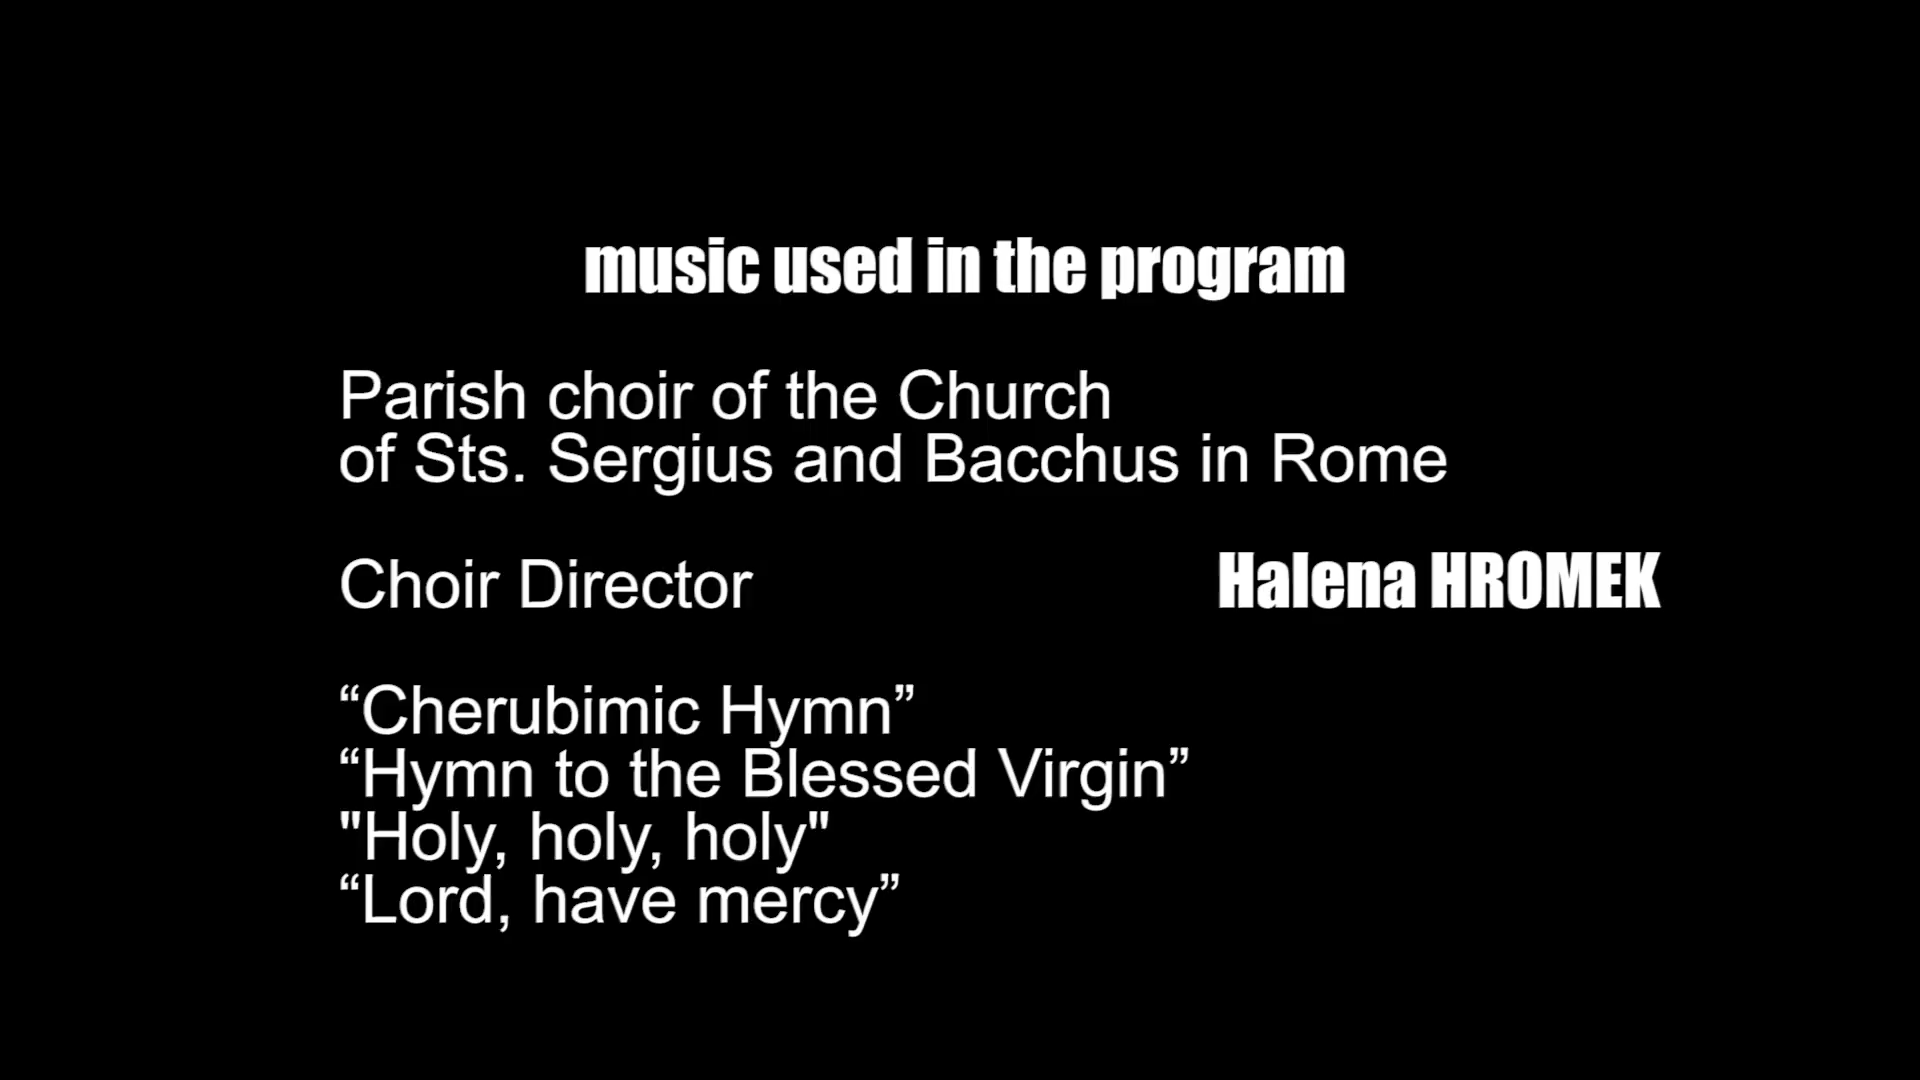 music used in the program
Parish choir of the Church
of Sts. Sergius and Bacchus in Rome
Choir Director Halena HROMEK
“Cherubimic Hymn”
“Hymn to the Blessed Virgin”
"Holy, holy, holy"
“Lord, have mercy”